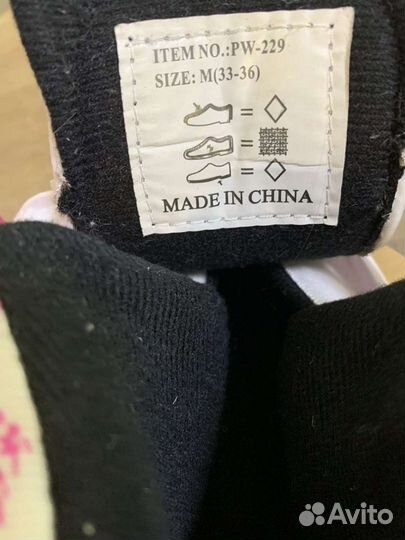 ITEM NO.:PW-229
SIZE: M(33-36)
=
=
=
MADE IN CHINA
Avito